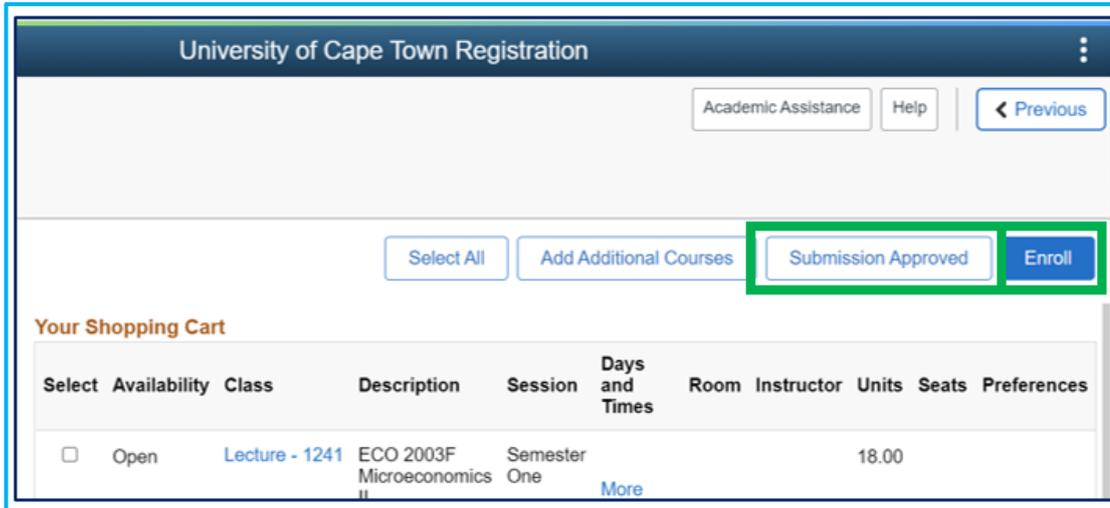 University of Cape Town Registration
Academic Assistance Help Previous
Select All Add Additional Courses Submission Approved Enroll
Your Shopping Cart
Select Availability Class Description Session Days and Times Room Instructor Units Seats Preferences
Open Lecture - 1241 ECO 2003F Semester 18.00
Microeconomics One
II More